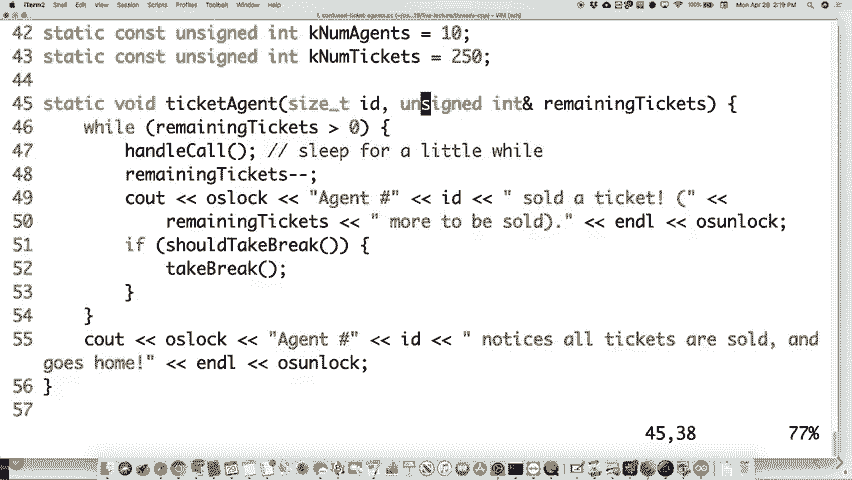 iTerm2 Shell Edit View Session Scripts Profiles Toolbelt Window Help 100% Mon Apr 28 2:19 PM
42 static const unsigned int kNumAgents = 10;
43 static const unsigned int kNumTickets = 250;
44
45 static void ticketAgent(size_t id, unsigned int& remainingTickets) {
46 while (remainingTickets > 0) {
47 handleCall(); // sleep for a little while
48 remainingTickets--;
49 cout << oslock << "Agent #" << id << " sold a ticket! (" <<
50 remainingTickets << " more to be sold)." << endl << osunlock;
51 if (shouldTakeBreak()) {
52 takeBreak();
53 }
54 }
55 cout << oslock << "Agent #" << id << " notices all tickets are sold, and
goes home!" << endl << osunlock;
56 }
57
45,38 77%